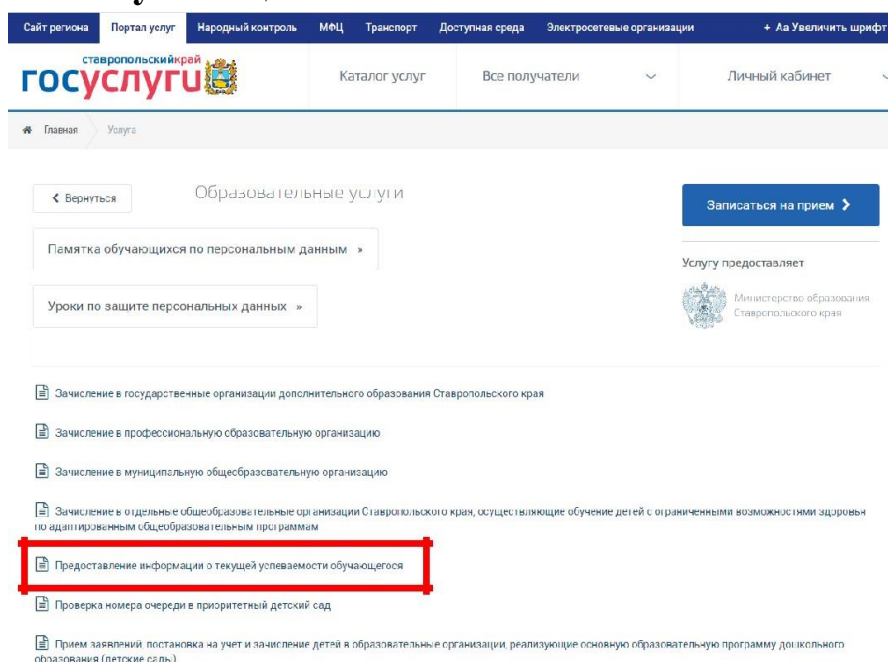 Сайт региона Портал услуг Народный контроль МФЦ Транспорт Доступная среда Электросетевые организации + Аа Увеличить шрифт
ставропольский край
госуслуги
Каталог услуг Все получатели Личный кабинет
Главная Услуга
Вернуться
Образовательные услуги
Записаться на прием
Памятка обучающихся по персональным данным »
Услугу предоставляет
Уроки по защите персональных данных »
Министерство образования
Ставропольского края
Зачисление в государственные организации дополнительного образования Ставропольского края
Зачисление в профессиональную образовательную организацию
Зачисление в муниципальную общеобразовательную организацию
Зачисление в отдельные общеобразовательные организации Ставропольского края, осуществляющие обучение детей с ограниченными возможностями здоровья
по адаптированным общеобразовательным программам
Предоставление информации о текущей успеваемости обучающегося
Проверка номера очереди в приоритетный детский сад
Прием заявлений, постановка на учет и зачисление детей в образовательные организации, реализующие основную образовательную программу дошкольного
образования (детские сады)